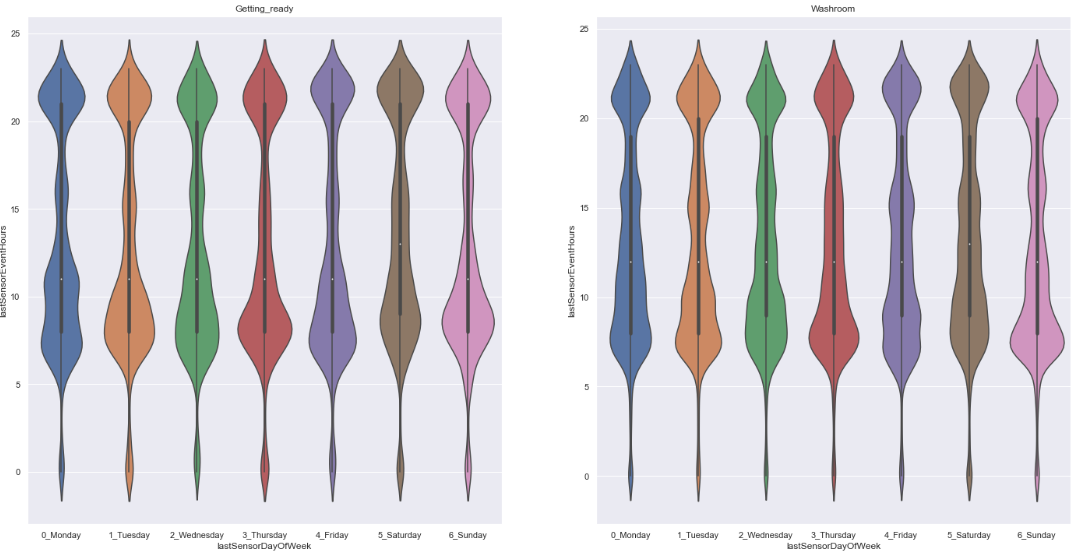 Getting_ready
lastSensorEventHours
25
20
15
10
5
0
0_Monday 1_Tuesday 2_Wednesday 3_Thursday 4_Friday 5_Saturday 6_Sunday
lastSensorDayOfWeek
Washroom
lastSensorEventHours
25
20
15
10
5
0
0_Monday 1_Tuesday 2_Wednesday 3_Thursday 4_Friday 5_Saturday 6_Sunday
lastSensorDayOfWeek